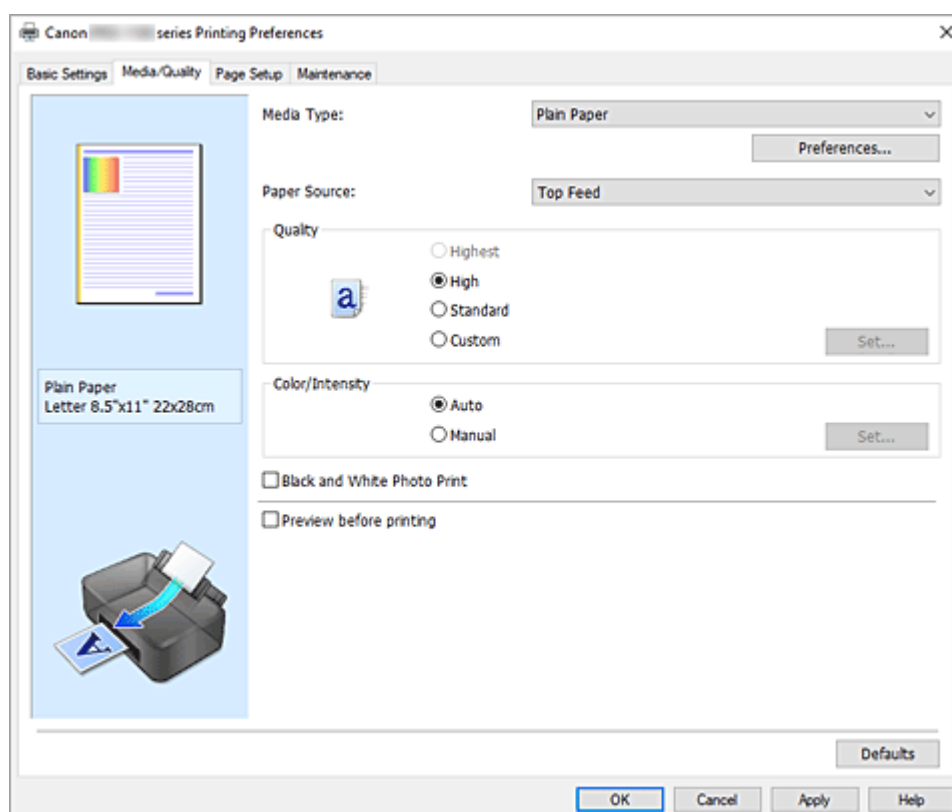 Canon series Printing Preferences
Basic Settings Media/Quality Page Setup Maintenance
Media Type: Plain Paper
Preferences...
Paper Source: Top Feed
Quality
Highest
a High
Standard
Custom Set...
Color/Intensity
Plain Paper
Letter 8.5"x11" 22x28cm
Auto
Manual Set...
Black and White Photo Print
Preview before printing
A
Defaults
OK Cancel Apply Help